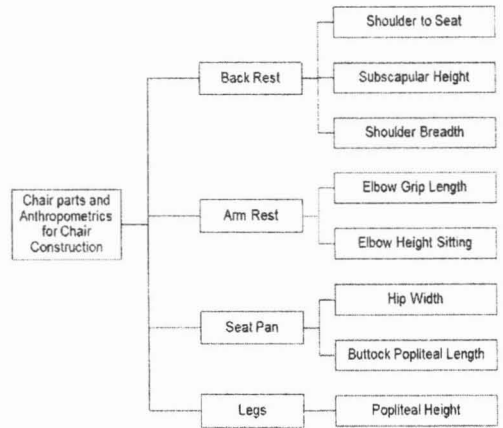 Shoulder to Seat
Back Rest
Subscapular Height
Shoulder Breadth
Chair parts and
Anthropometrics
for Chair
Construction
Elbow Grip Length
Arm Rest
Elbow Height Sitting
Hip Width
Seat Pan
Buttock Popliteal Length
Legs
Popliteal Height